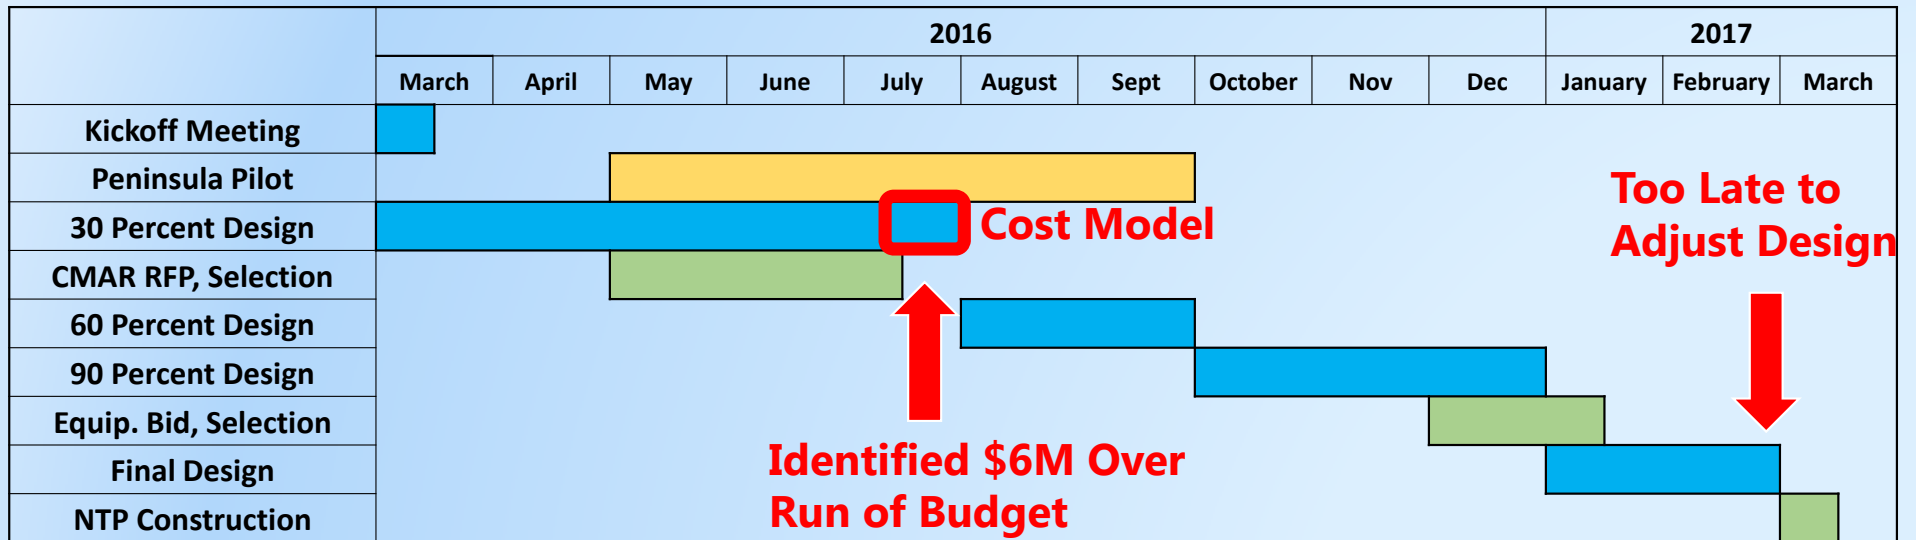 2016 2017
March April May June July August Sept October Nov Dec January February March
Kickoff Meeting
Peninsula Pilot
30 Percent Design
CMAR RFP, Selection
60 Percent Design
90 Percent Design
Equip. Bid, Selection
Final Design
NTP Construction
Cost Model
Too Late to
Adjust Design
Identified $6M Over
Run of Budget